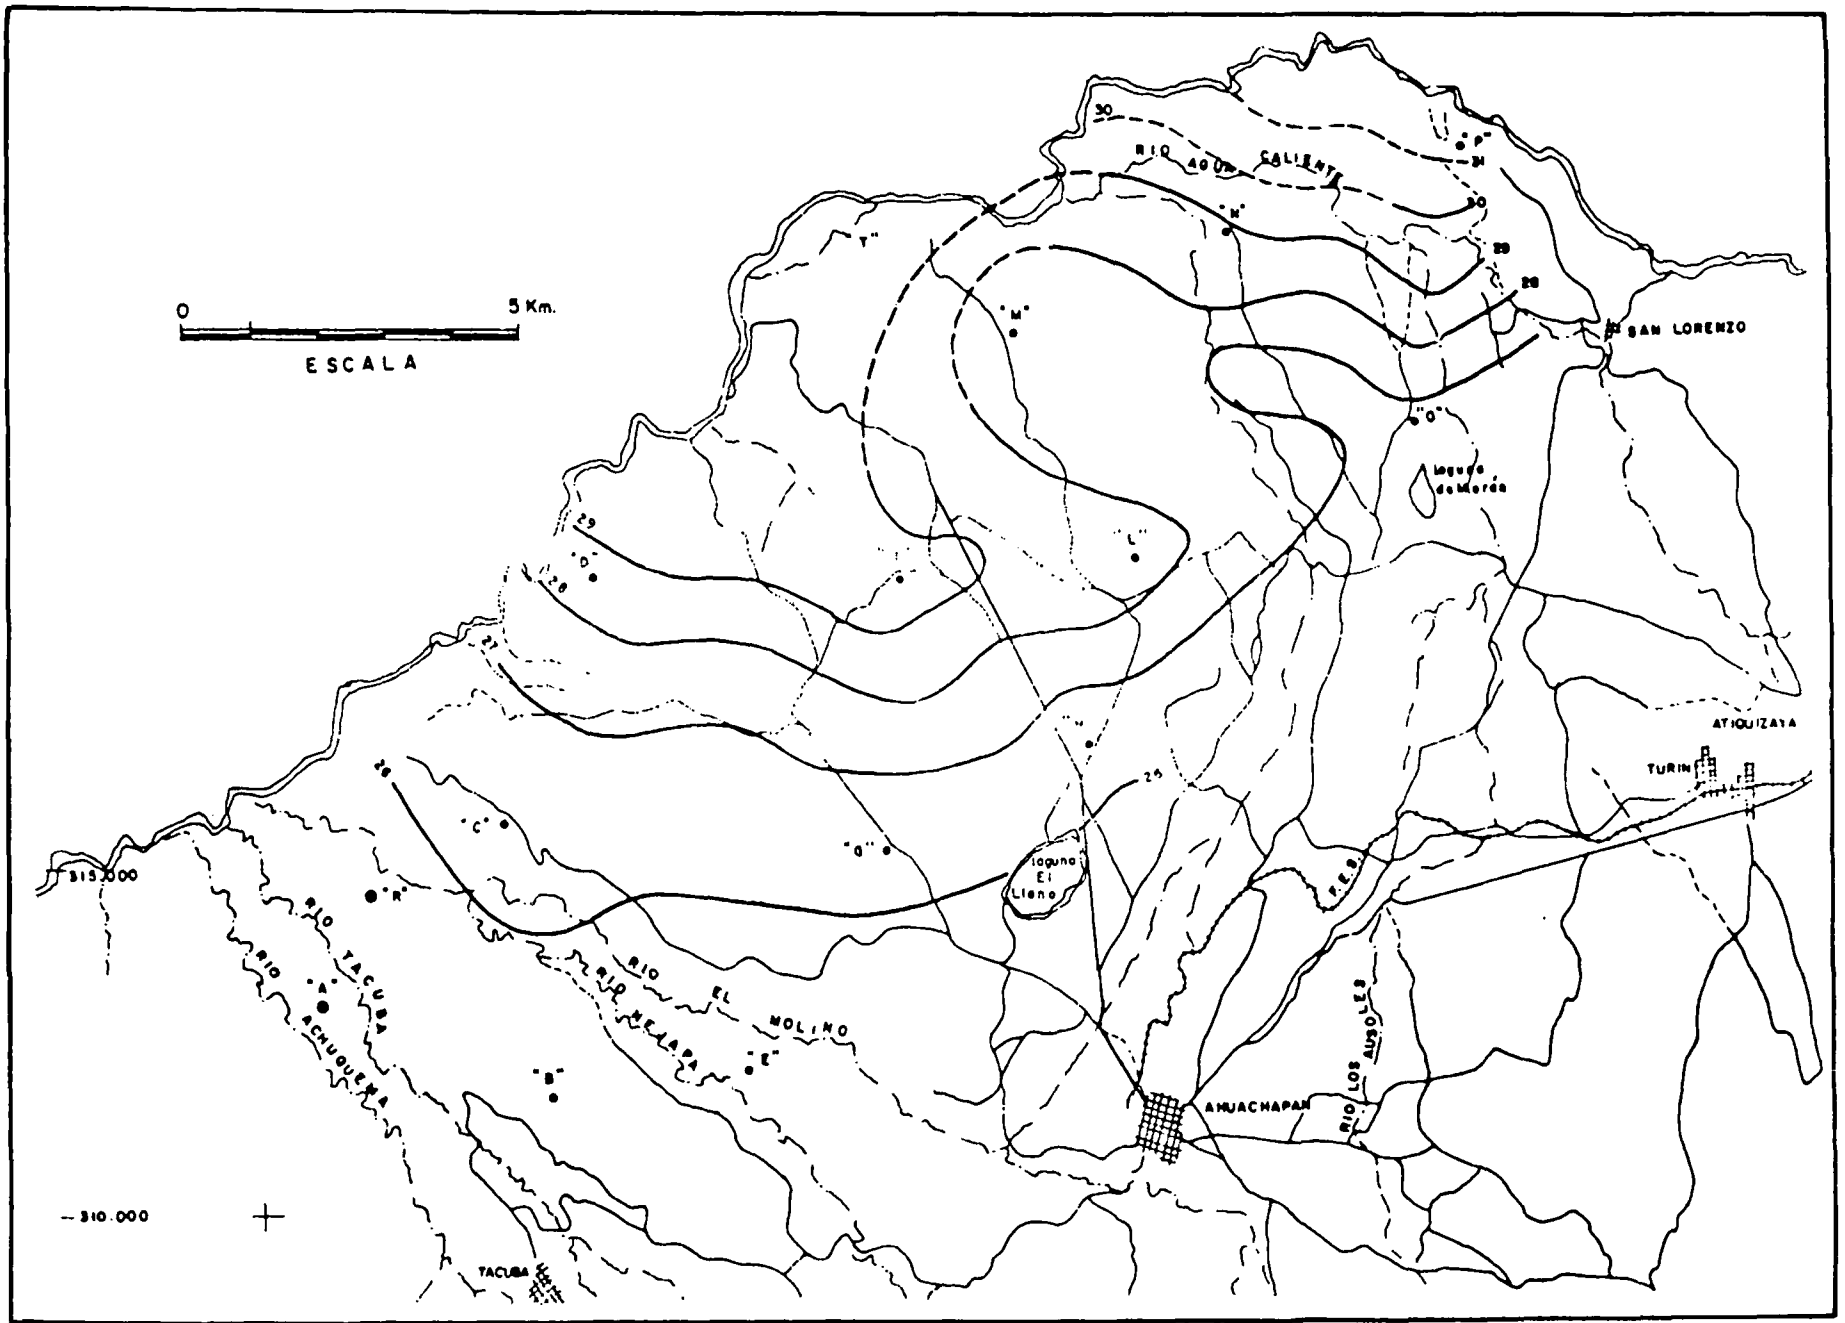 30
RIO AGUA CALIENTE
"P"
31
30
"N"
29
28
T"
0 5 Km.
ESCALA
"M"
SAN LORENZO
"O"
laguna
de Morán
29
"D"
28
"L"
"I"
27
ATIQUIZAYA
TURIN
26
25
"C"
"G"
laguna
El
Llano
F.E.S.
315.000
"R"
RIO TACUBA
"A"
RIO ACHUQUEMA
RIO EL MOLINO
RIO NEJAPA
"E"
"B"
RIO LOS AUSOLES
AHUACHAPAN
310.000
TACUBA